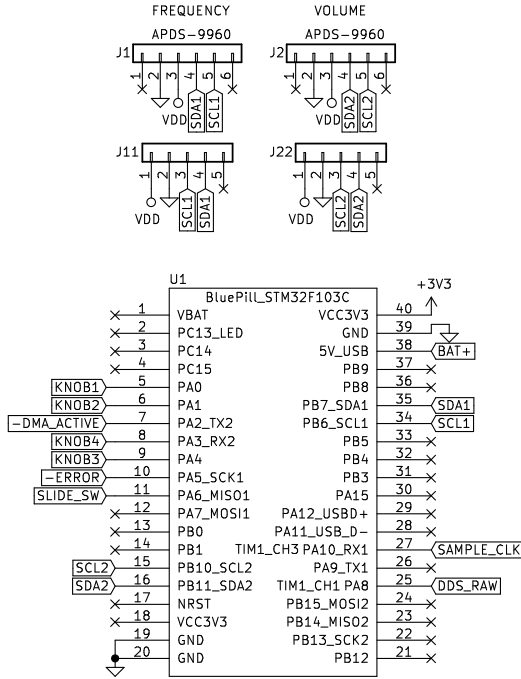 FREQUENCY VOLUME
APDS-9960 APDS-9960
J1 J2
1 2 3 4 5 6 1 2 3 4 5 6
VDD SDA1 SCL1 VDD SDA2 SCL2
J11 J22
1 2 3 4 5 1 2 3 4 5
VDD SCL1 SDA1 VDD SCL2 SDA2
U1 +3V3
BluePill_STM32F103C
1 VBAT VCC3V3 40
2 PC13_LED GND 39
3 PC14 5V_USB 38 BAT+
4 PC15 PB9 37
KNOB1 5 PA0 PB8 36
KNOB2 6 PA1 PB7_SDA1 35 SDA1
-DMA_ACTIVE 7 PA2_TX2 PB6_SCL1 34 SCL1
KNOB4 8 PA3_RX2 PB5 33
KNOB3 9 PA4 PB4 32
-ERROR 10 PA5_SCK1 PB3 31
SLIDE_SW 11 PA6_MISO1 PA15 30
12 PA7_MOSI1 PA12_USBD+ 29
13 PB0 PA11_USB_D- 28
14 PB1 TIM1_CH3 PA10_RX1 27 SAMPLE_CLK
SCL2 15 PB10_SCL2 PA9_TX1 26
SDA2 16 PB11_SDA2 TIM1_CH1 PA8 25 DDS_RAW
17 NRST PB15_MOSI2 24
18 VCC3V3 PB14_MISO2 23
19 GND PB13_SCK2 22
20 GND PB12 21